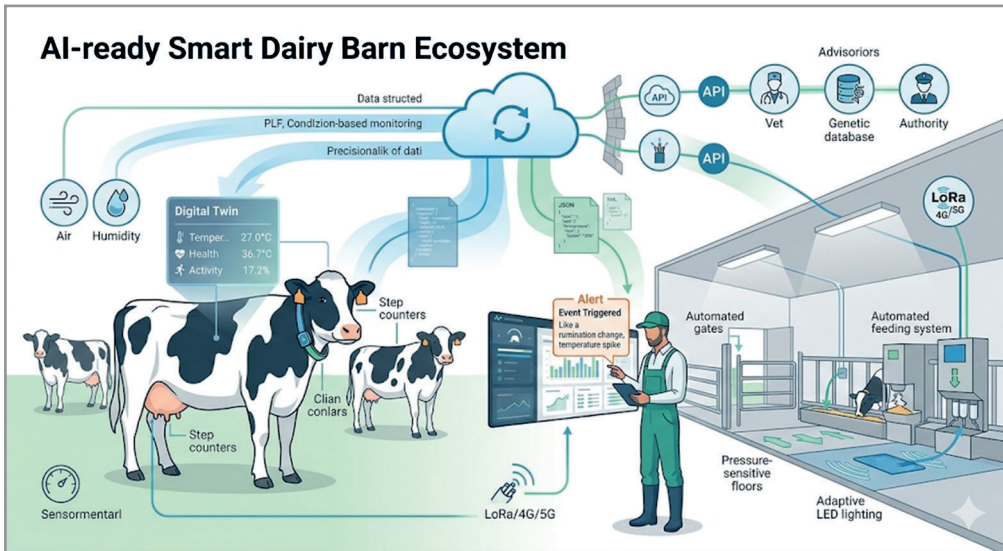 AI-ready Smart Dairy Barn Ecosystem
Data structed
PLF, Condlzion-based monitoring
Precisionalik of dati
Air
Humidity
Digital Twin
Temper... 27.0°C
Health 36.7°C
Activity 17.2%
Step
counters
Clian
conlars
Step
counters
Sensormentarl
LoRa/4G/5G
JSON
Alert
Event Triggered
Like a
rumination change,
temperature spike
API
API
API
Advisoriors
Vet
Genetic
database
Authority
LoRa
4G/5G
Automated
gates
Automated
feeding system
Pressure-
sensitive
floors
Adaptive
LED lighting